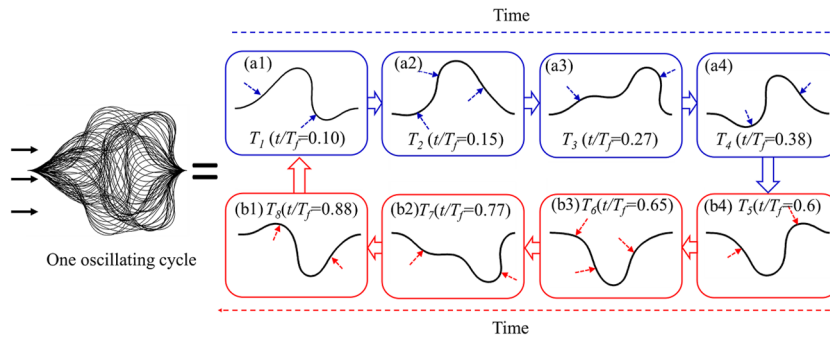 Time
(a1)
(a2)
(a3)
(a4)
T1 (t/Tf=0.10)
T2 (t/Tf=0.15)
T3 (t/Tf=0.27)
T4 (t/Tf=0.38)
=
(b1) T8(t/Tf=0.88)
(b2)T7(t/Tf=0.77)
(b3) T6(t/Tf=0.65)
(b4) T5(t/Tf=0.6)
One oscillating cycle
Time